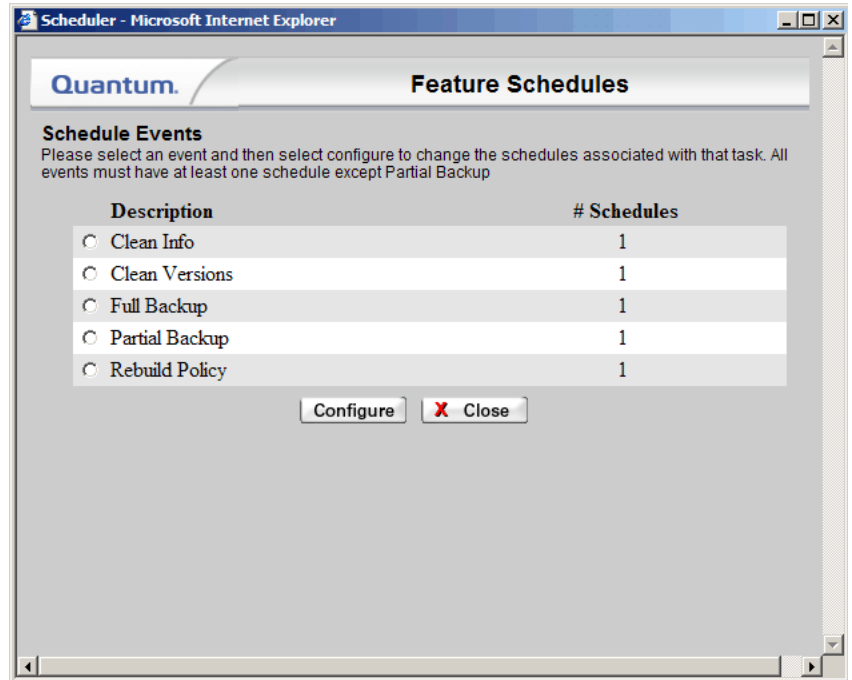 Scheduler - Microsoft Internet Explorer
Quantum.
Feature Schedules
Schedule Events
Please select an event and then select configure to change the schedules associated with that task. All
events must have at least one schedule except Partial Backup
Description # Schedules
Clean Info 1
Clean Versions 1
Full Backup 1
Partial Backup 1
Rebuild Policy 1
Configure X Close